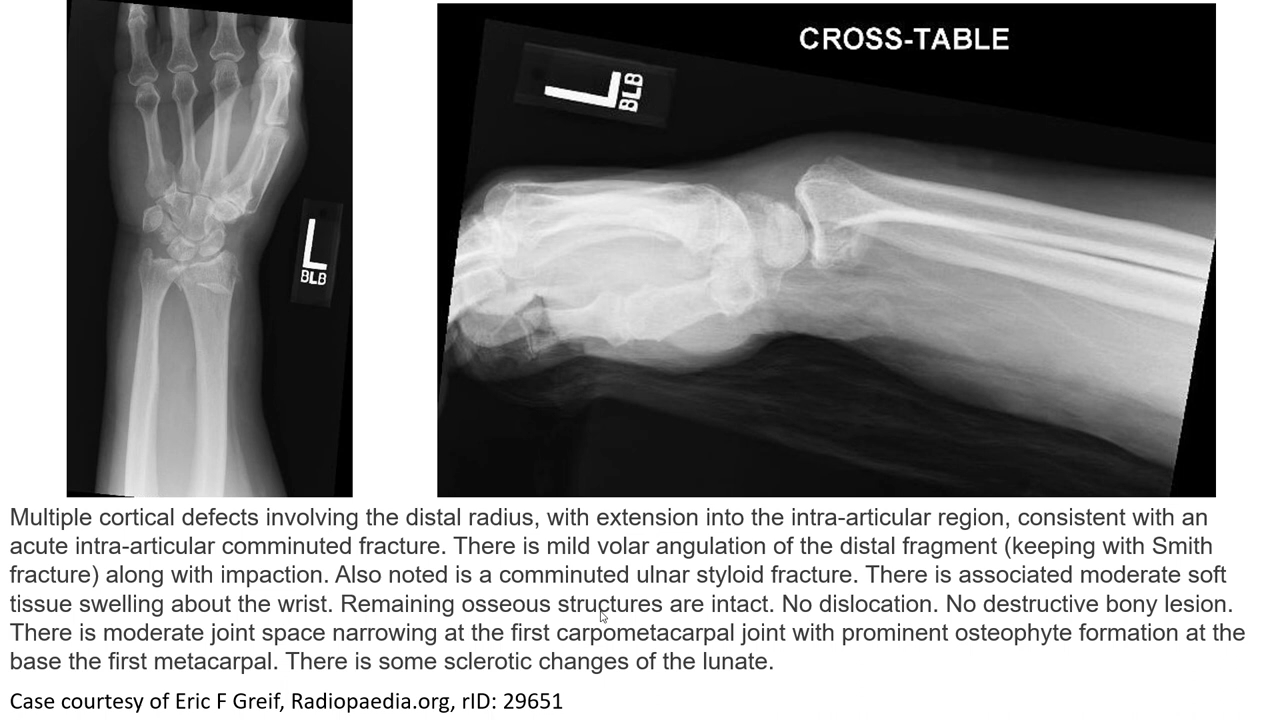 CROSS-TABLE
L
BLB
L
BLB
Multiple cortical defects involving the distal radius, with extension into the intra-articular region, consistent with an
acute intra-articular comminuted fracture. There is mild volar angulation of the distal fragment (keeping with Smith
fracture) along with impaction. Also noted is a comminuted ulnar styloid fracture. There is associated moderate soft
tissue swelling about the wrist. Remaining osseous structures are intact. No dislocation. No destructive bony lesion.
There is moderate joint space narrowing at the first carpometacarpal joint with prominent osteophyte formation at the
base the first metacarpal. There is some sclerotic changes of the lunate.
Case courtesy of Eric F Greif, Radiopaedia.org, rID: 29651